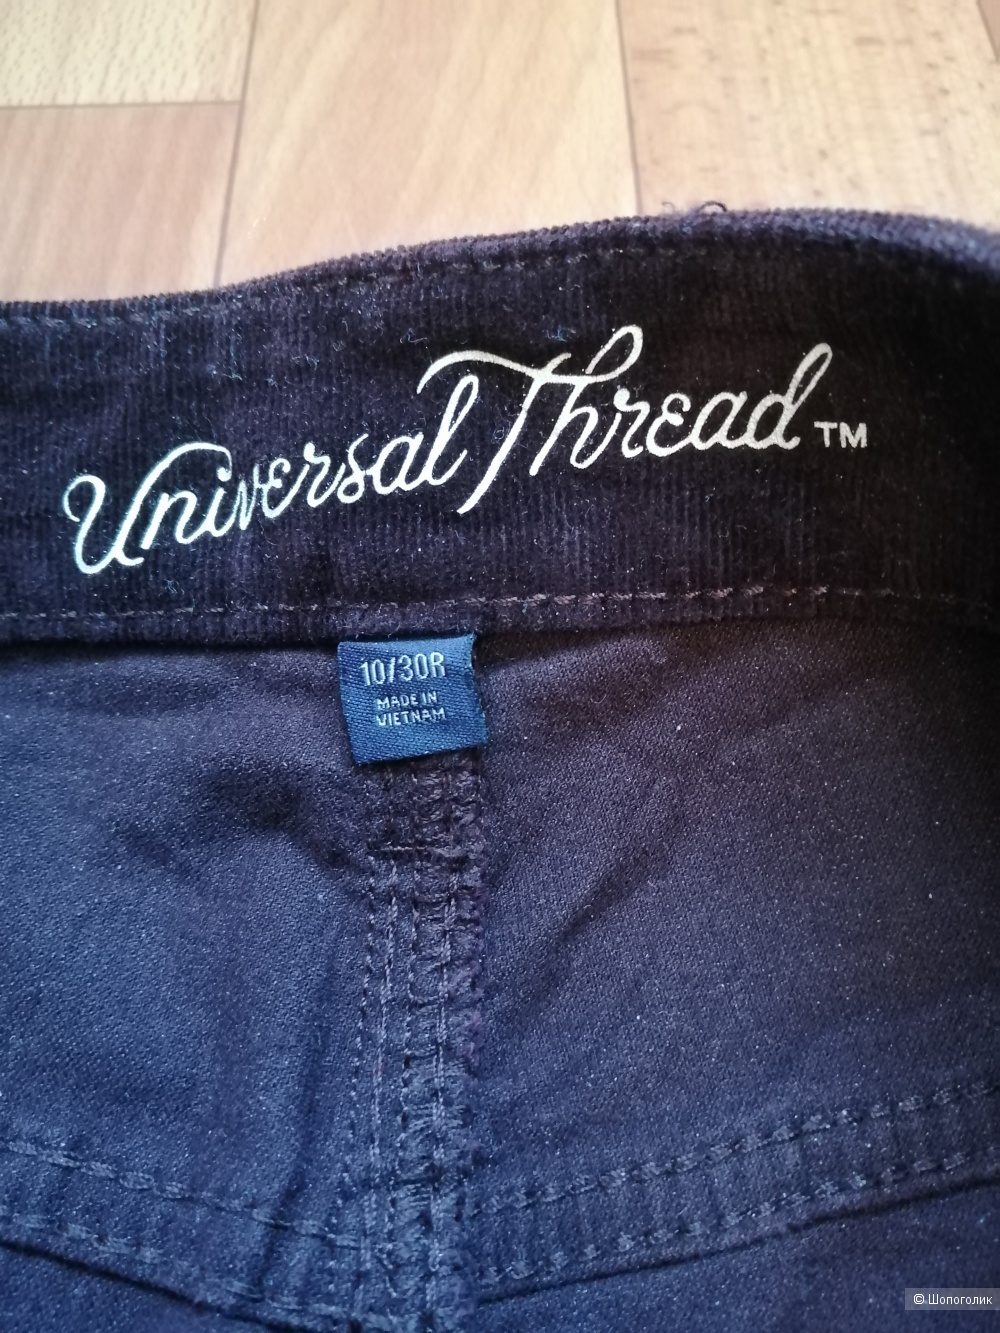 Universal Thread™
10/30R
MADE IN
VIETNAM
© Шопоголик